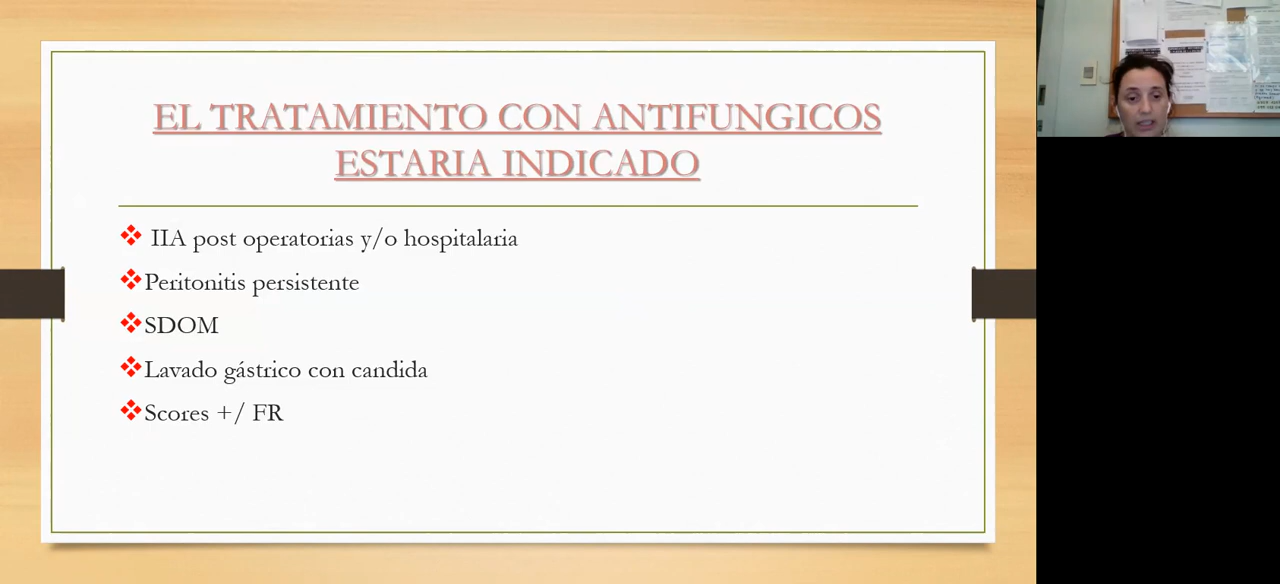 EL TRATAMIENTO CON ANTIFUNGICOS
ESTARIA INDICADO
IIA post operatorias y/o hospitalaria
Peritonitis persistente
SDOM
Lavado gástrico con candida
Scores +/ FR